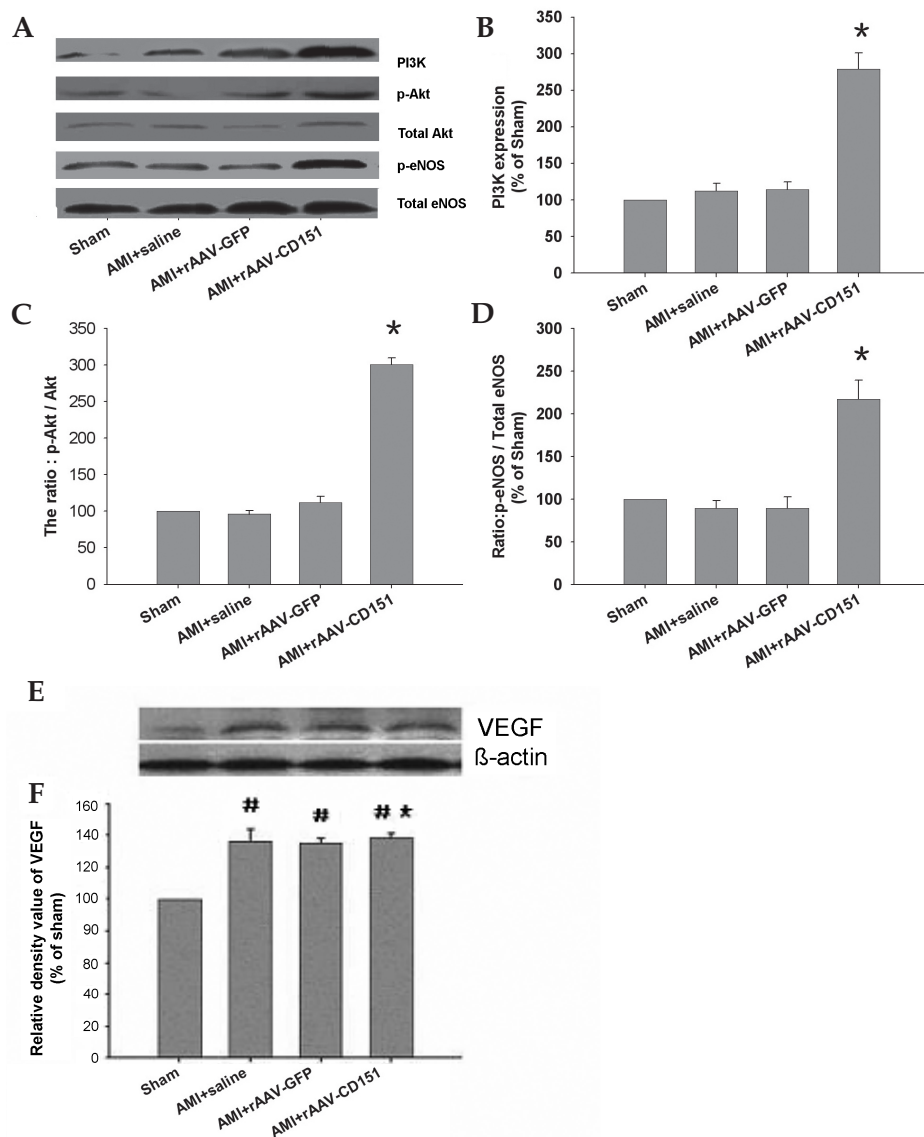 A
PI3K
p-Akt
Total Akt
p-eNOS
Total eNOS
Sham
AMI+saline
AMI+rAAV-GFP
AMI+rAAV-CD151
B
PI3K expression
(% of Sham)
350
300
250
200
150
100
50
0
*
Sham
AMI+saline
AMI+rAAV-GFP
AMI+rAAV-CD151
C
The ratio : p-Akt / Akt
350
300
250
200
150
100
50
0
*
Sham
AMI+saline
AMI+rAAV-GFP
AMI+rAAV-CD151
D
Ratio:p-eNOS / Total eNOS
(% of Sham)
300
250
200
150
100
50
0
*
Sham
AMI+saline
AMI+rAAV-GFP
AMI+rAAV-CD151
E
VEGF
ß-actin
F
Relative density value of VEGF
(% of sham)
160
140
120
100
90
80
40
20
0
#
#
# *
Sham
AMI+saline
AMI+rAAV-GFP
AMI+rAAV-CD151